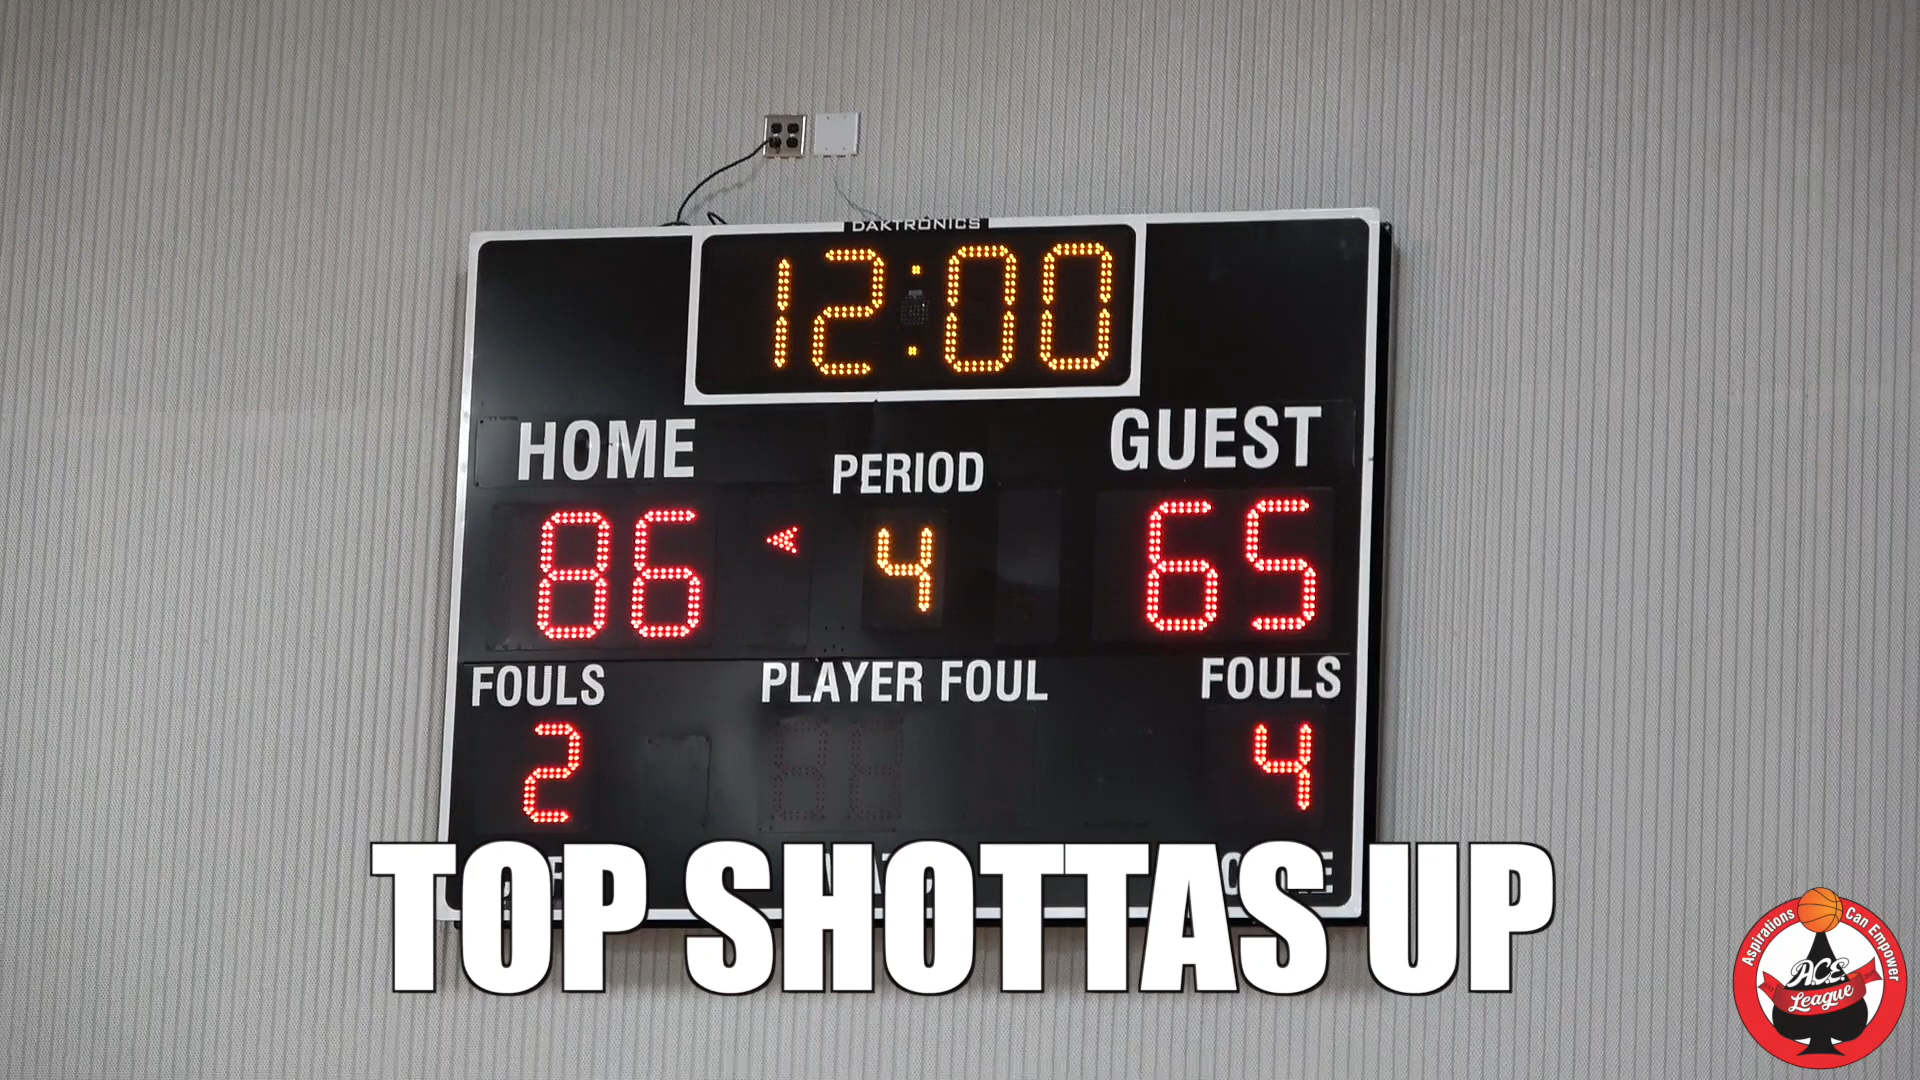 DAKTRONICS
12:00
HOME
PERIOD
GUEST
86
4
65
FOULS
PLAYER FOUL
FOULS
2
4
TOP SHOTTAS UP
Aspirations Can Empower
A.C.E.
League